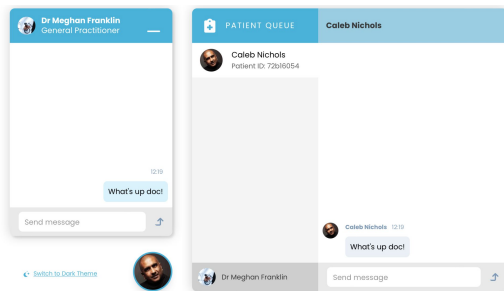 Dr Meghan Franklin
General Practitioner
12:19
What's up doc!
Send message
Switch to Dark Theme
PATIENT QUEUE
Caleb Nichols
Patient ID: 72b16054
Dr Meghan Franklin
Caleb Nichols
Caleb Nichols 12:19
What's up doc!
Send message